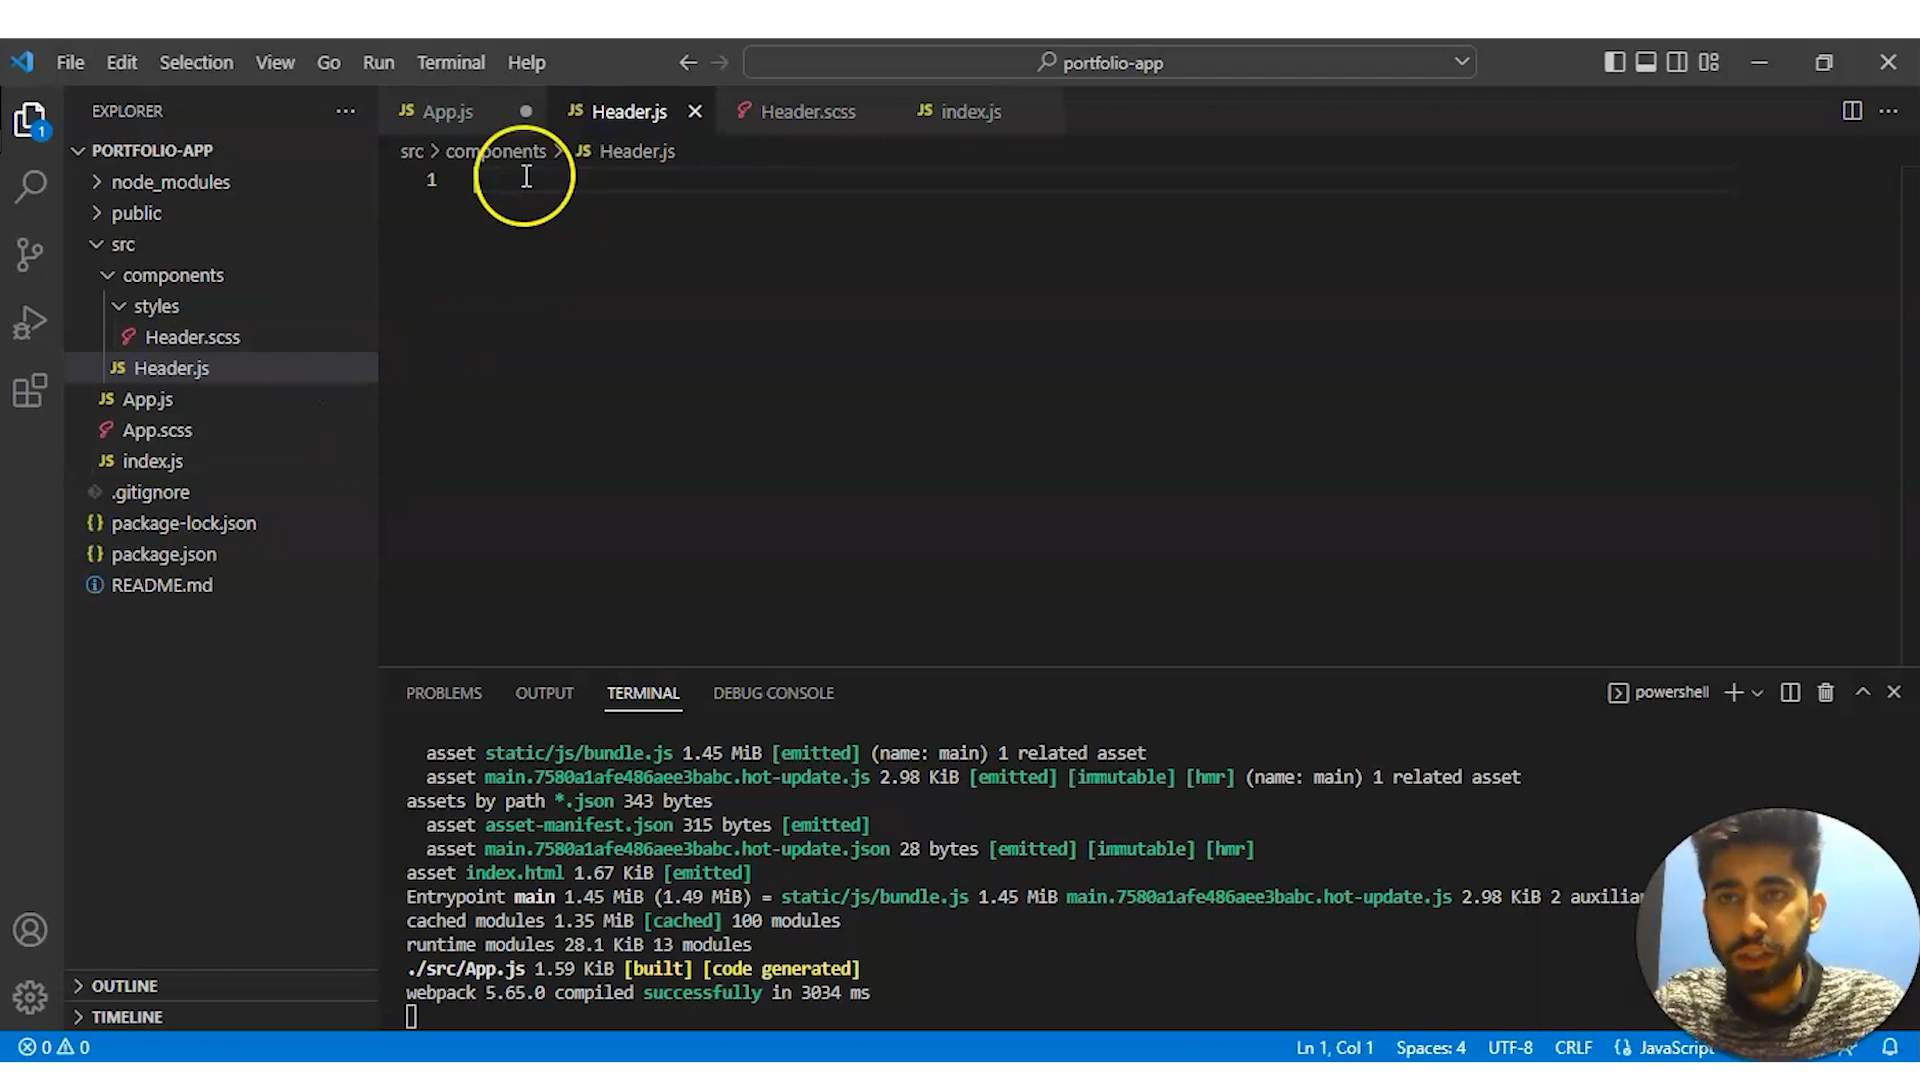 File Edit Selection View Go Run Terminal Help
portfolio-app
EXPLORER
JS App.js
JS Header.js
Header.scss
JS index.js
src > components > JS Header.js
1
1
PORTFOLIO-APP
node_modules
public
src
components
styles
Header.scss
JS Header.js
JS App.js
App.scss
JS index.js
.gitignore
{} package-lock.json
{} package.json
README.md
OUTLINE
TIMELINE
PROBLEMS OUTPUT TERMINAL DEBUG CONSOLE
powershell
asset static/js/bundle.js 1.45 MiB [emitted] (name: main) 1 related asset
asset main.7580a1afe486aee3babc.hot-update.js 2.98 KiB [emitted] [immutable] [hmr] (name: main) 1 related asset
assets by path *.json 343 bytes
asset asset-manifest.json 315 bytes [emitted]
asset main.7580a1afe486aee3babc.hot-update.json 28 bytes [emitted] [immutable] [hmr]
asset index.html 1.67 KiB [emitted]
Entrypoint main 1.45 MiB (1.49 MiB) = static/js/bundle.js 1.45 MiB main.7580a1afe486aee3babc.hot-update.js 2.98 KiB 2 auxiliar
cached modules 1.35 MiB [cached] 100 modules
runtime modules 28.1 KiB 13 modules
./src/App.js 1.59 KiB [built] [code generated]
webpack 5.65.0 compiled successfully in 3034 ms
0 0
Ln 1, Col 1 Spaces: 4 UTF-8 CRLF {} JavaScript